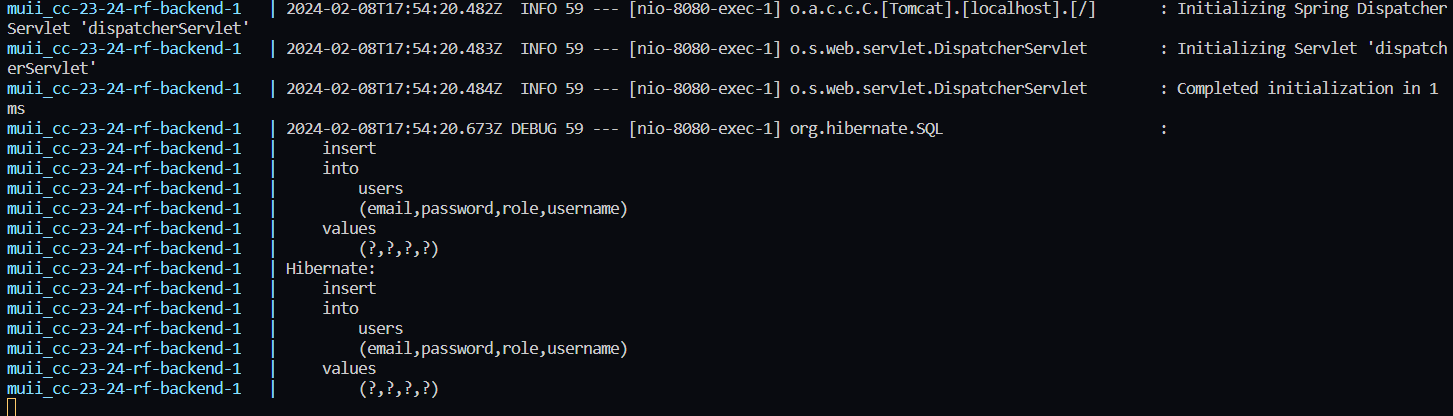 muii_cc-23-24-rf-backend-1   | 2024-02-08T17:54:20.482Z  INFO 59 --- [nio-8080-exec-1] o.a.c.c.C.[Tomcat].[localhost].[/]       : Initializing Spring Dispatcher
Servlet 'dispatcherServlet'
muii_cc-23-24-rf-backend-1   | 2024-02-08T17:54:20.483Z  INFO 59 --- [nio-8080-exec-1] o.s.web.servlet.DispatcherServlet        : Initializing Servlet 'dispatch
erServlet'
muii_cc-23-24-rf-backend-1   | 2024-02-08T17:54:20.484Z  INFO 59 --- [nio-8080-exec-1] o.s.web.servlet.DispatcherServlet        : Completed initialization in 1
ms
muii_cc-23-24-rf-backend-1   | 2024-02-08T17:54:20.673Z DEBUG 59 --- [nio-8080-exec-1] org.hibernate.SQL                        :
muii_cc-23-24-rf-backend-1   |     insert
muii_cc-23-24-rf-backend-1   |     into
muii_cc-23-24-rf-backend-1   |         users
muii_cc-23-24-rf-backend-1   |         (email,password,role,username)
muii_cc-23-24-rf-backend-1   |     values
muii_cc-23-24-rf-backend-1   |         (?,?,?,?)
muii_cc-23-24-rf-backend-1   | Hibernate:
muii_cc-23-24-rf-backend-1   |     insert
muii_cc-23-24-rf-backend-1   |     into
muii_cc-23-24-rf-backend-1   |         users
muii_cc-23-24-rf-backend-1   |         (email,password,role,username)
muii_cc-23-24-rf-backend-1   |     values
muii_cc-23-24-rf-backend-1   |         (?,?,?,?)